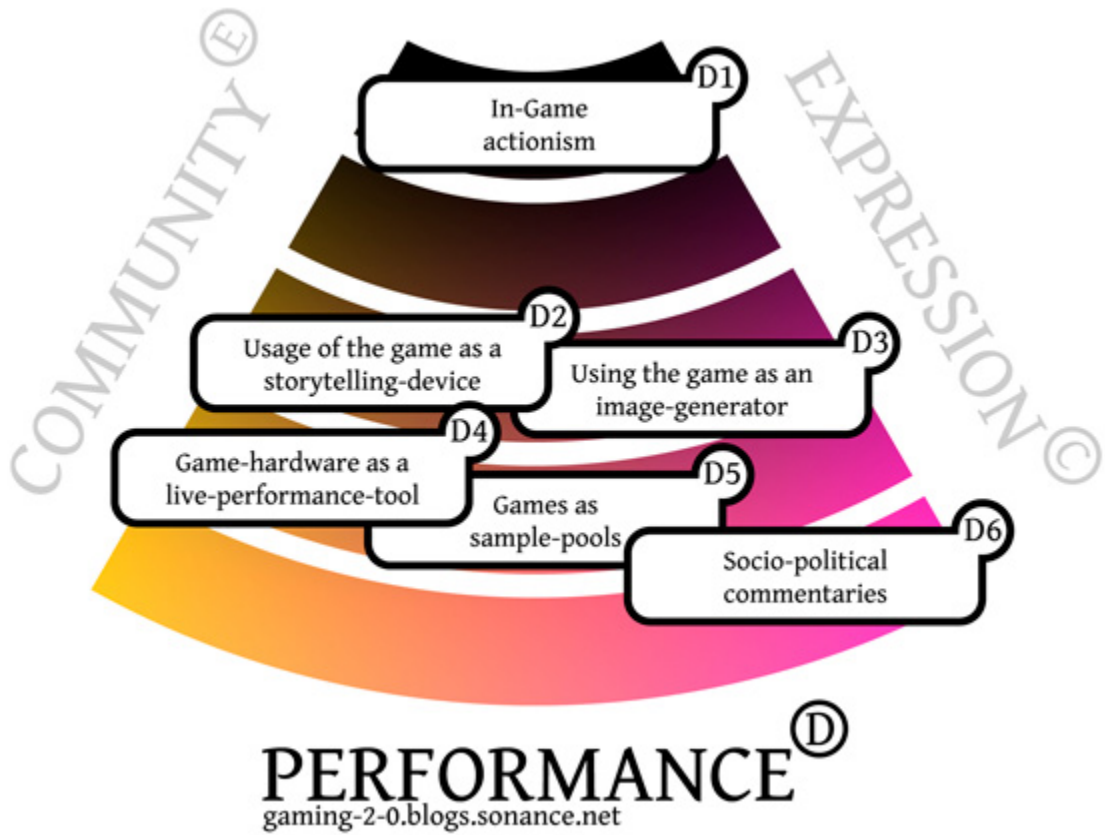 COMMUNITY Ⓔ
EXPRESSION Ⓒ
D1
In-Game
actionism
D2
Usage of the game as a
storytelling-device
D3
Using the game as an
image-generator
D4
Game-hardware as a
live-performance-tool
D5
Games as
sample-pools
D6
Socio-political
commentaries
PERFORMANCE Ⓓ
gaming-2-0.blogs.sonance.net